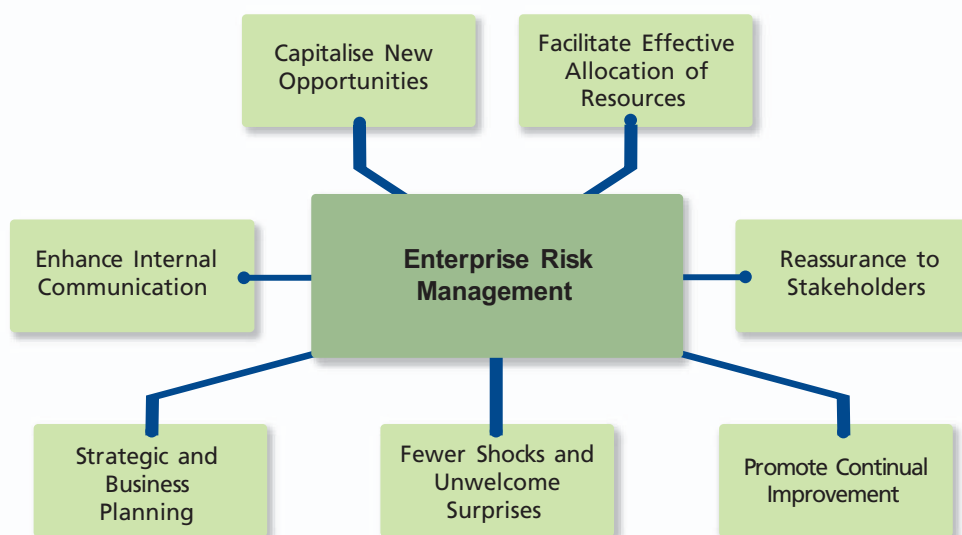 Capitalise New
Opportunities
Facilitate Effective
Allocation of
Resources
Enhance Internal
Communication
Enterprise Risk
Management
Reassurance to
Stakeholders
Strategic and
Business
Planning
Fewer Shocks and
Unwelcome
Surprises
Promote Continual
Improvement